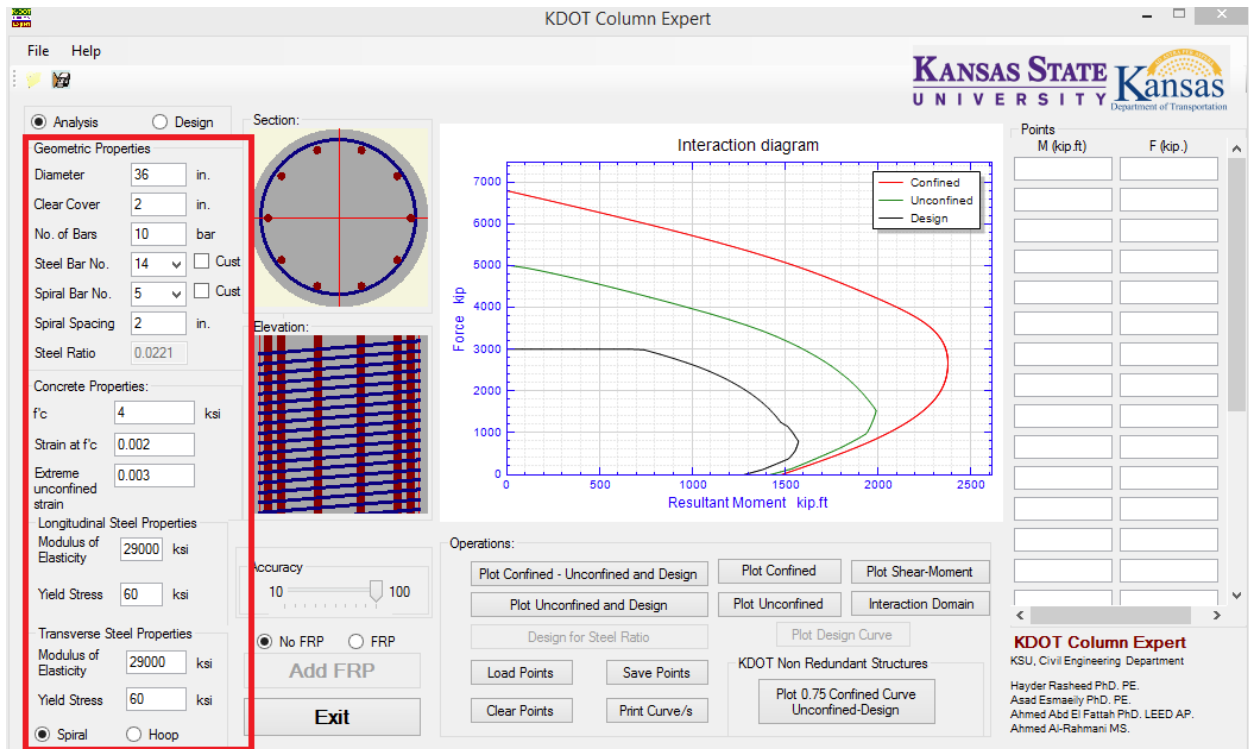 KDOT Column Expert
File Help
KANSAS STATE
UNIVERSITY
Kansas
Department of Transportation
Analysis Design
Geometric Properties
Diameter 36 in.
Clear Cover 2 in.
No. of Bars 10 bar
Steel Bar No. 14 Cust
Spiral Bar No. 5 Cust
Spiral Spacing 2 in.
Steel Ratio 0.0221
Concrete Properties:
f'c 4 ksi
Strain at f'c 0.002
Extreme unconfined strain 0.003
Longitudinal Steel Properties
Modulus of Elasticity 29000 ksi
Yield Stress 60 ksi
Transverse Steel Properties
Modulus of Elasticity 29000 ksi
Yield Stress 60 ksi
Spiral Hoop
Section:
Elevation:
Accuracy
10 100
No FRP FRP
Add FRP
Exit
Interaction diagram
Confined
Unconfined
Design
7000
6000
5000
4000
3000
2000
1000
0
Force kip
0 500 1000 1500 2000 2500
Resultant Moment kip.ft
Operations:
Plot Confined - Unconfined and Design Plot Confined Plot Shear-Moment
Plot Unconfined and Design Plot Unconfined Interaction Domain
Design for Steel Ratio Plot Design Curve
Load Points Save Points
Clear Points Print Curve/s
KDOT Non Redundant Structures
Plot 0.75 Confined Curve
Unconfined-Design
Points
M (kip.ft) F (kip.)
KDOT Column Expert
KSU, Civil Engineering Department
Hayder Rasheed PhD. PE.
Asad Esmaeily PhD. PE.
Ahmed Abd El Fattah PhD. LEED AP.
Ahmed Al-Rahmani MS.